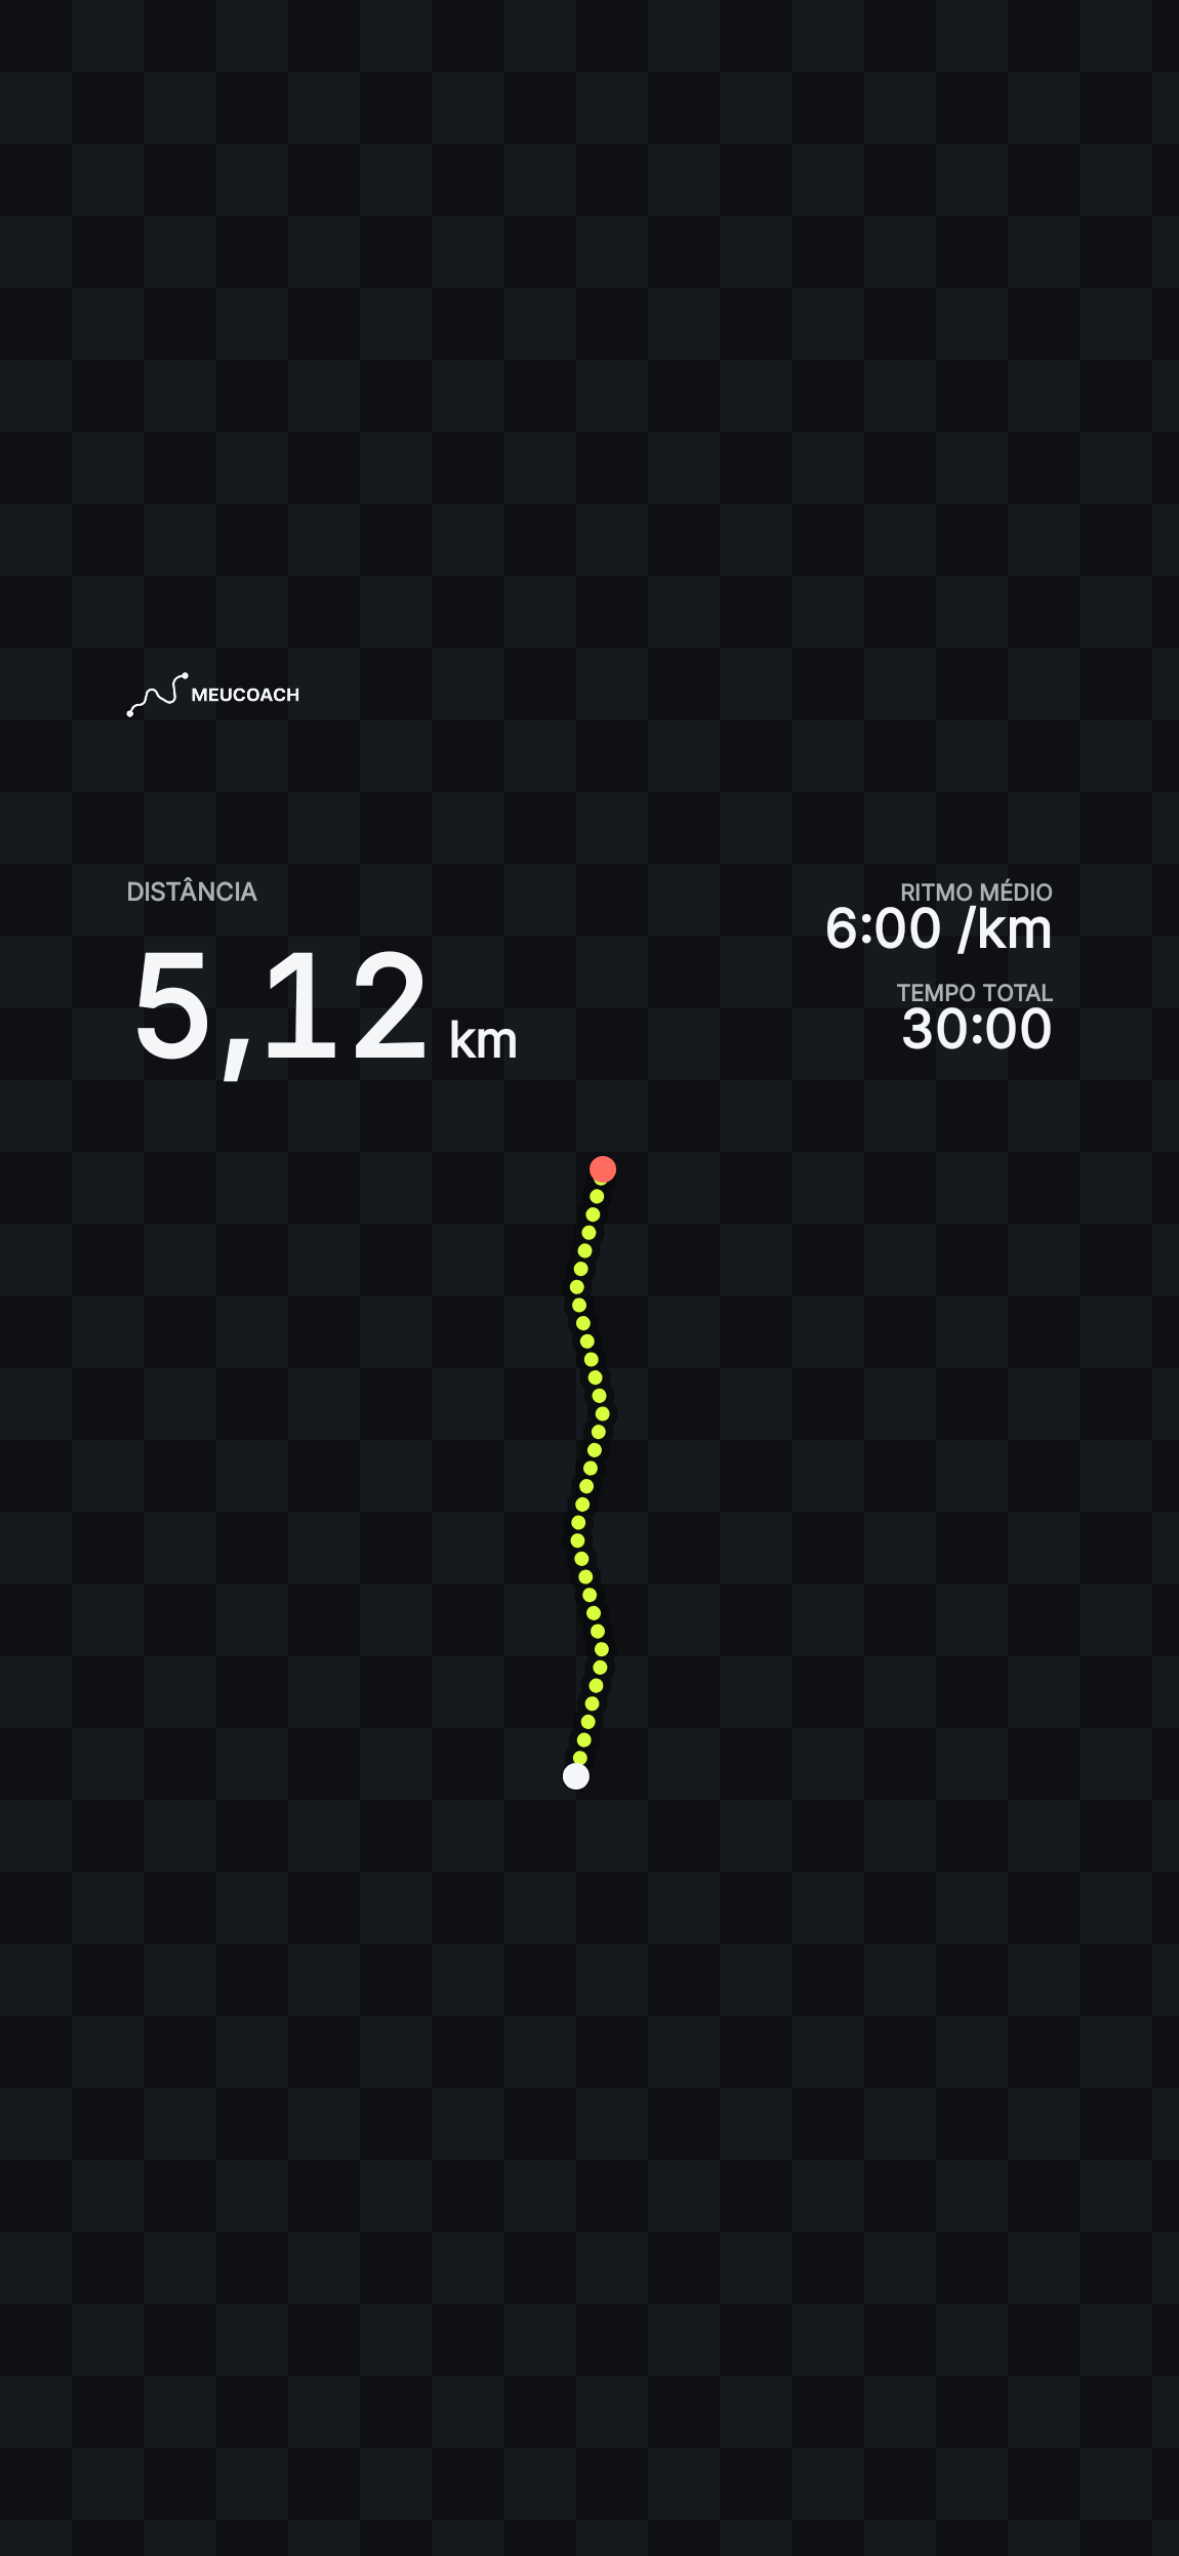 MEUCOACH
DISTÂNCIA
5,12 km
RITMO MÉDIO
6:00 /km
TEMPO TOTAL
30:00